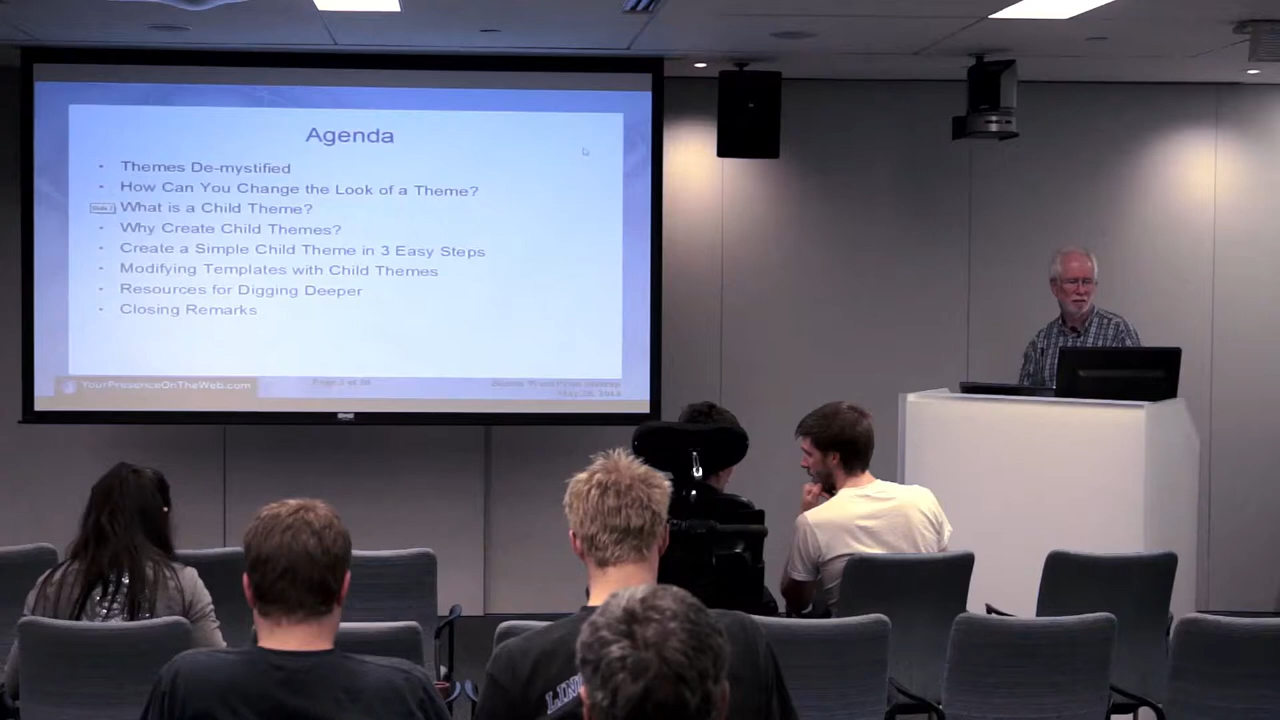 Agenda
Themes De-mystified
How Can You Change the Look of a Theme?
What is a Child Theme?
Why Create Child Themes?
Create a Simple Child Theme in 3 Easy Steps
Modifying Templates with Child Themes
Resources for Digging Deeper
Closing Remarks
YourPresenceOnTheWeb.com